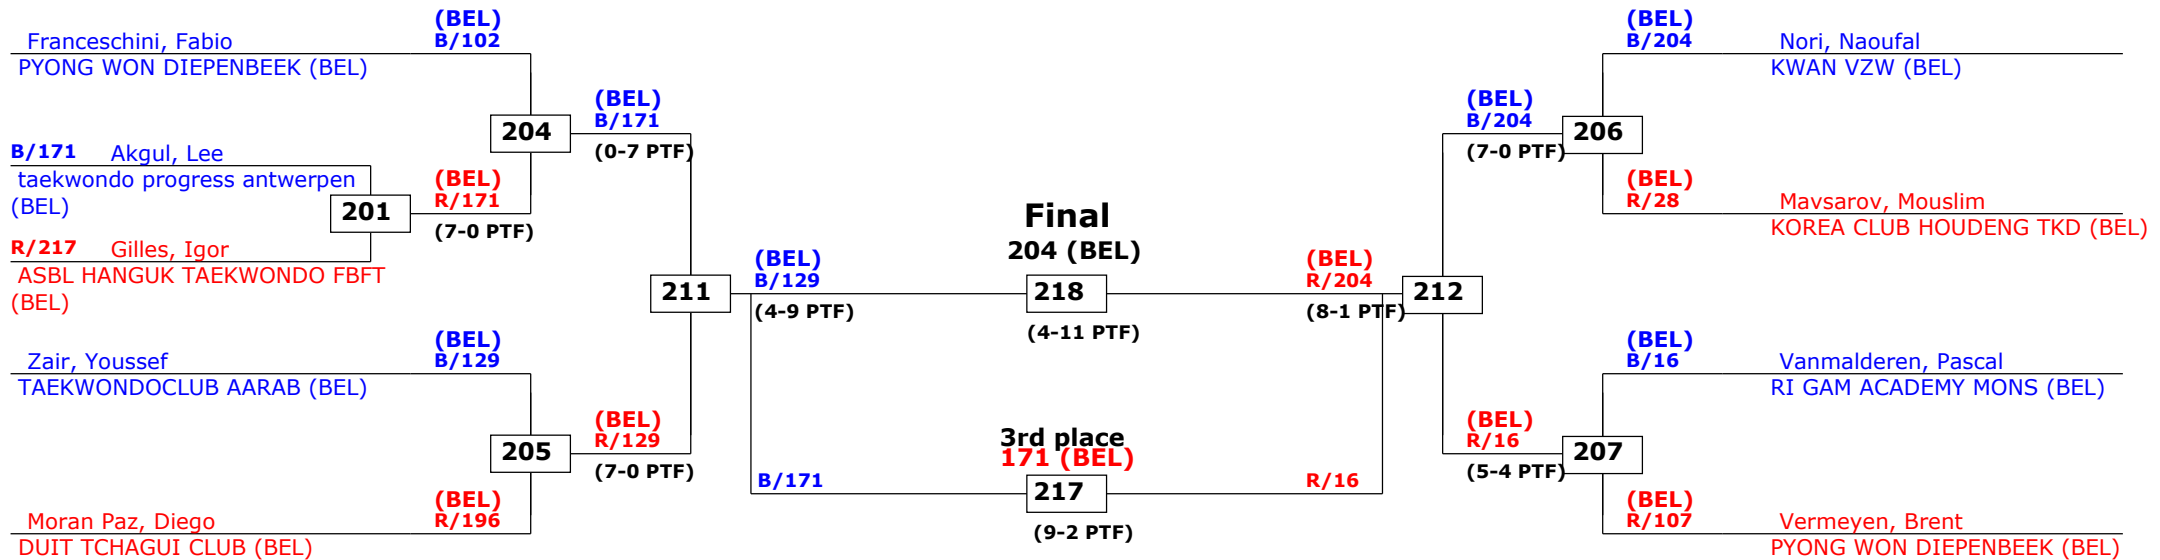 (BEL)
Franceschini, Fabio
B/102
PYONG WON DIEPENBEEK (BEL)
204
(BEL)
B/171
(0-7 PTF)
B/171 Akgul, Lee
taekwondo progress antwerpen
(BEL)
201
(BEL)
R/171
(7-0 PTF)
R/217 Gilles, Igor
ASBL HANGUK TAEKWONDO FBFT
(BEL)
211
(BEL)
B/129
(4-9 PTF)
(BEL)
Zair, Youssef
B/129
TAEKWONDOCLUB AARAB (BEL)
205
(BEL)
R/129
(7-0 PTF)
(BEL)
Moran Paz, Diego
R/196
DUIT TCHAGUI CLUB (BEL)
Final
204 (BEL)
218
(4-11 PTF)
3rd place
171 (BEL)
B/171
217
R/16
(9-2 PTF)
(BEL)
R/204
(8-1 PTF)
212
(BEL)
B/204
(7-0 PTF)
206
(BEL)
B/204
Nori, Naoufal
KWAN VZW (BEL)
(BEL)
R/28
Mavsarov, Mouslim
KOREA CLUB HOUDENG TKD (BEL)
(BEL)
B/16
Vanmalderen, Pascal
RI GAM ACADEMY MONS (BEL)
(BEL)
R/16
(5-4 PTF)
207
(BEL)
R/107
Vermeyen, Brent
PYONG WON DIEPENBEEK (BEL)